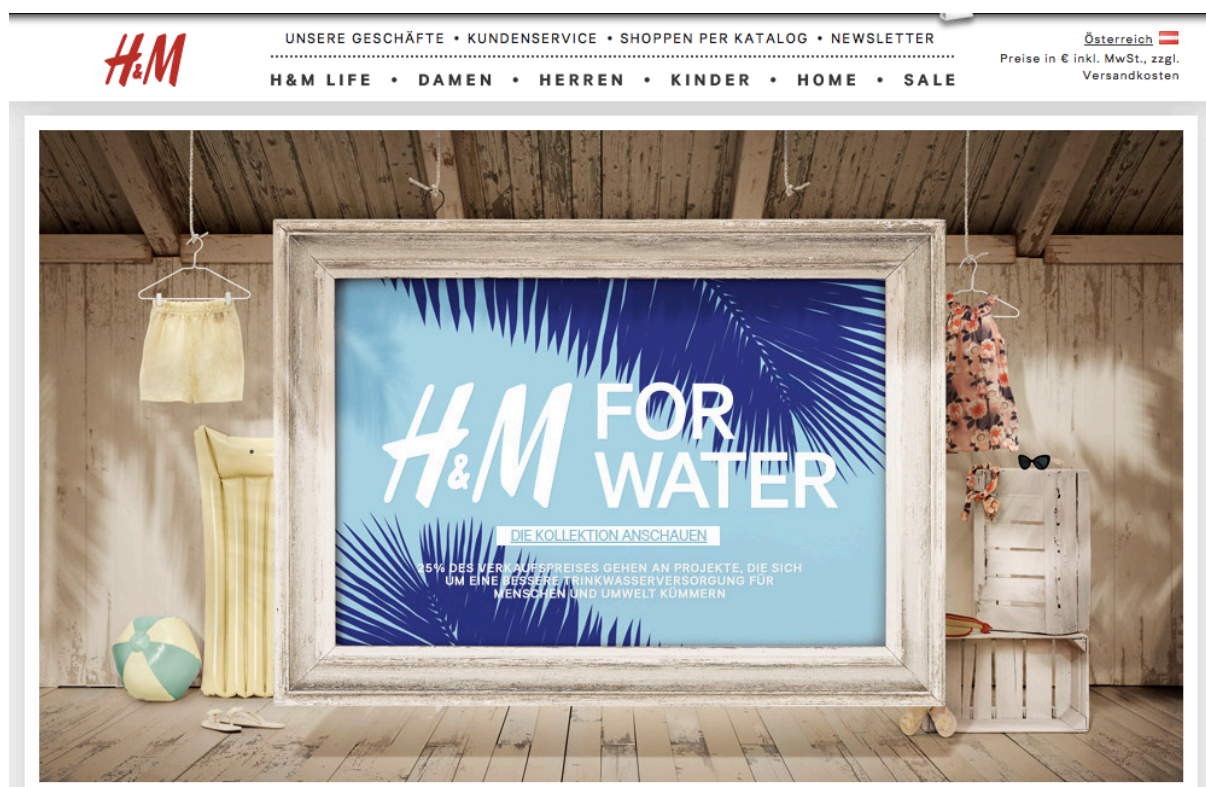 H&M
UNSERE GESCHÄFTE • KUNDENSERVICE • SHOPPEN PER KATALOG • NEWSLETTER
H&M LIFE • DAMEN • HERREN • KINDER • HOME • SALE
Österreich
Preise in € inkl. MwSt., zzgl.
Versandkosten
H&M FOR
WATER
DIE KOLLEKTION ANSCHAUEN
25% DES VERKAUFSPREISES GEHEN AN PROJEKTE, DIE SICH
UM EINE BESSERE TRINKWASSERVERSORGUNG FÜR
MENSCHEN UND UMWELT KÜMMERN